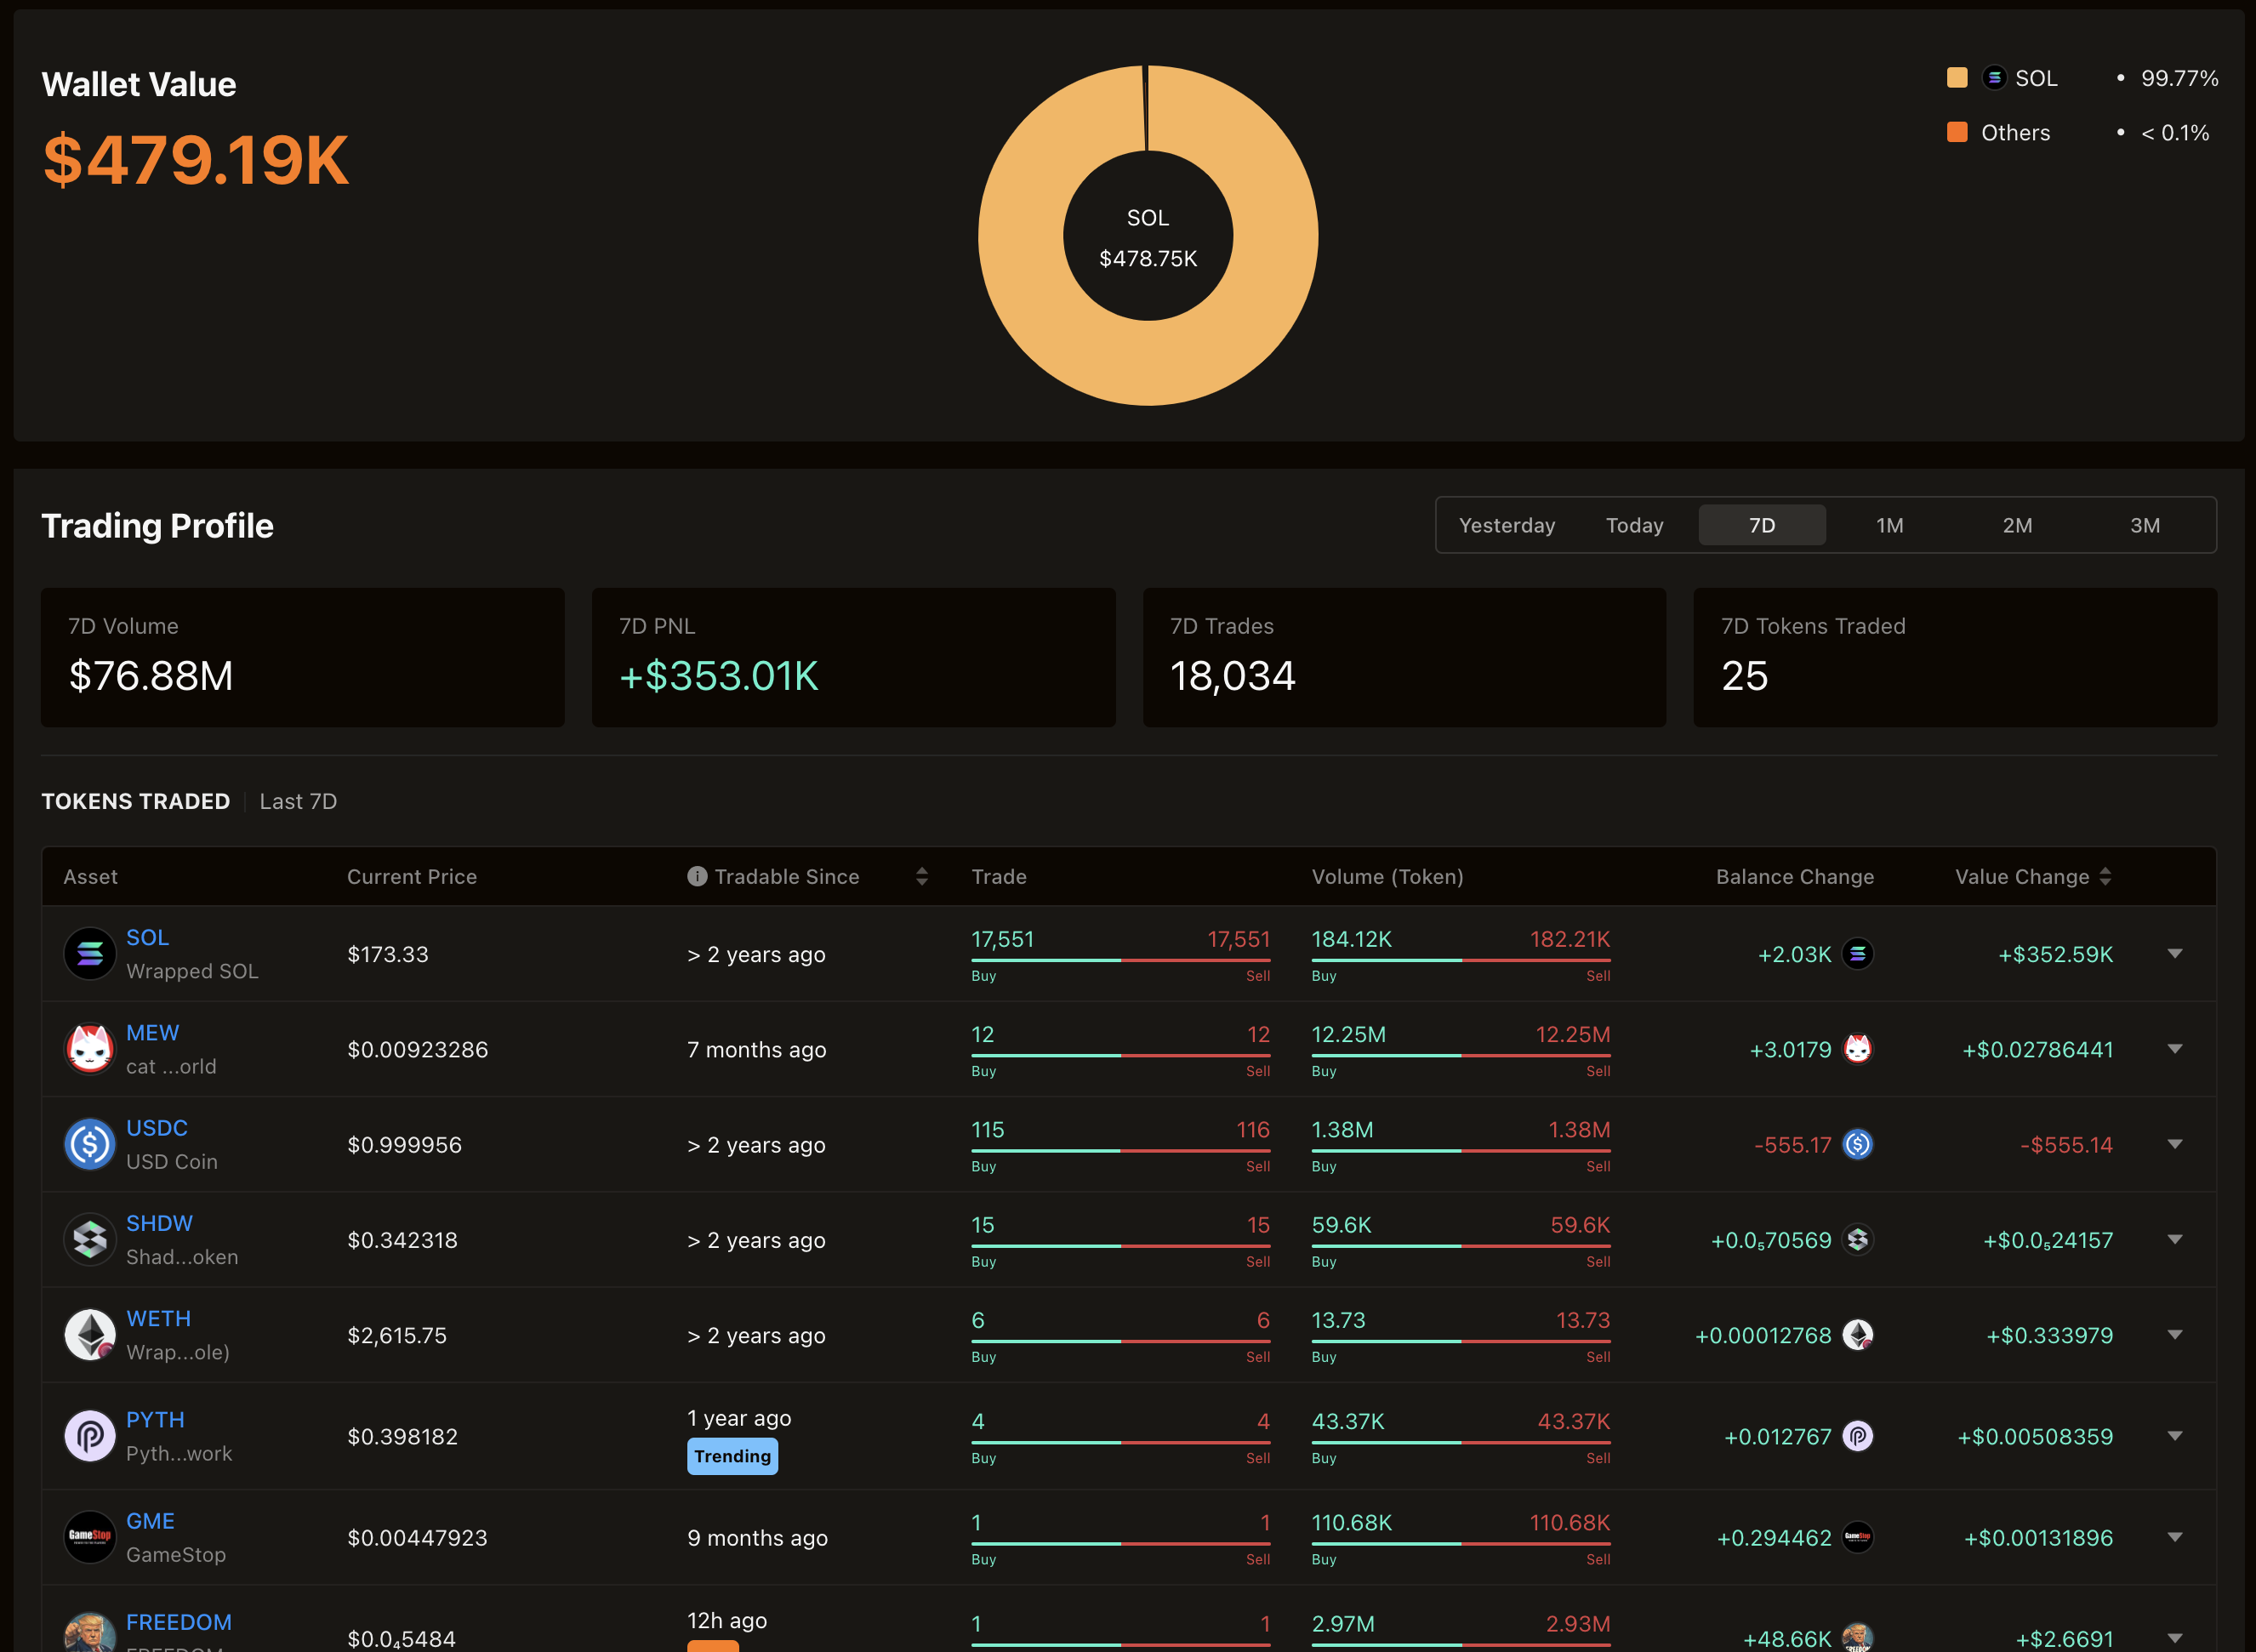 Wallet Value
$479.19K
SOL
$478.75K
SOL • 99.77%
Others • < 0.1%
Trading Profile
Yesterday Today 7D 1M 2M 3M
7D Volume
$76.88M
7D PNL
+$353.01K
7D Trades
18,034
7D Tokens Traded
25
TOKENS TRADED Last 7D
Asset Current Price Tradable Since Trade Volume (Token) Balance Change Value Change
SOL
Wrapped SOL
$173.33
> 2 years ago
17,551 17,551
Buy Sell
184.12K 182.21K
Buy Sell
+2.03K
+$352.59K
MEW
cat ...orld
$0.00923286
7 months ago
12 12
Buy Sell
12.25M 12.25M
Buy Sell
+3.0179
+$0.02786441
USDC
USD Coin
$0.999956
> 2 years ago
115 116
Buy Sell
1.38M 1.38M
Buy Sell
-555.17
-$555.14
SHDW
Shad...oken
$0.342318
> 2 years ago
15 15
Buy Sell
59.6K 59.6K
Buy Sell
+0.0₅70569
+$0.0₅24157
WETH
Wrap...ole)
$2,615.75
> 2 years ago
6 6
Buy Sell
13.73 13.73
Buy Sell
+0.00012768
+$0.333979
PYTH
Pyth...work
$0.398182
1 year ago
Trending
4 4
Buy Sell
43.37K 43.37K
Buy Sell
+0.012767
+$0.00508359
GameStop
GME
GameStop
$0.00447923
9 months ago
1 1
Buy Sell
110.68K 110.68K
Buy Sell
+0.294462
+$0.00131896
FREEDOM
$0.0₄5484
12h ago
1 1
2.97M 2.93M
+48.66K
+$2.6691